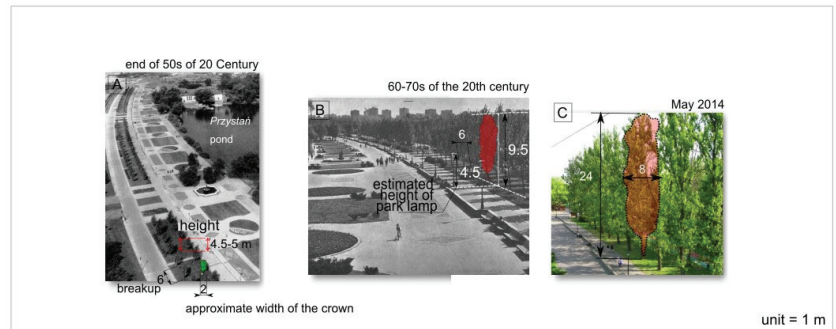 end of 50s of 20 Century
A
Przystań
pond
height
4.5-5 m
6
breakup
2
approximate width of the crown
60-70s of the 20th century
B
6
9.5
4.5
estimated
height of
park lamp
May 2014
C
24
8
unit = 1 m